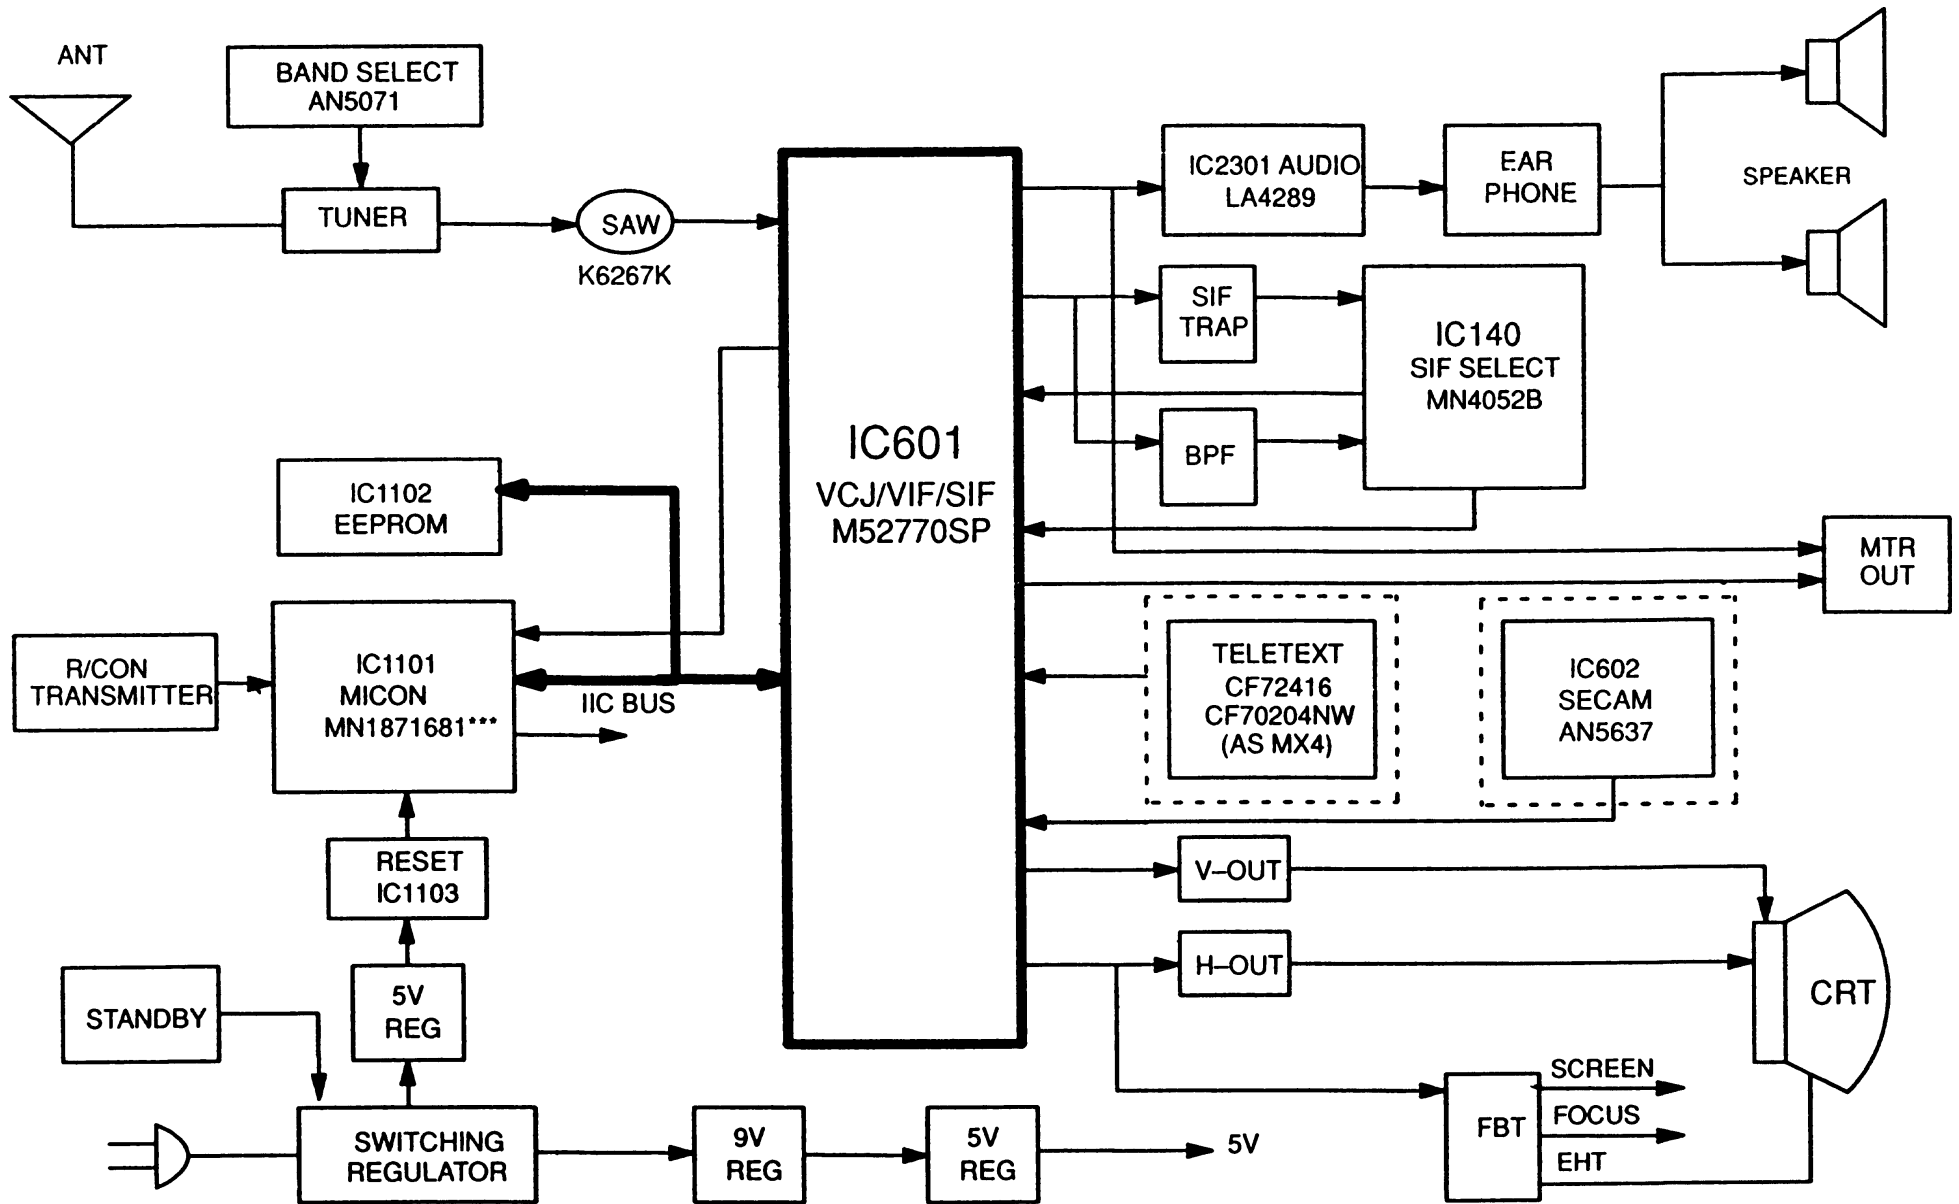 ANT
BAND SELECT
AN5071
TUNER
SAW
K6267K
IC601
VCJ/VIF/SIF
M52770SP
IC2301 AUDIO
LA4289
EAR
PHONE
SPEAKER
SIF
TRAP
IC140
SIF SELECT
MN4052B
BPF
MTR
OUT
IC1102
EEPROM
R/CON
TRANSMITTER
IC1101
MICON
MN1871681***
IIC BUS
TELETEXT
CF72416
CF70204NW
(AS MX4)
IC602
SECAM
AN5637
RESET
IC1103
V–OUT
H–OUT
CRT
STANDBY
5V
REG
SWITCHING
REGULATOR
9V
REG
5V
REG
5V
FBT
SCREEN
FOCUS
EHT